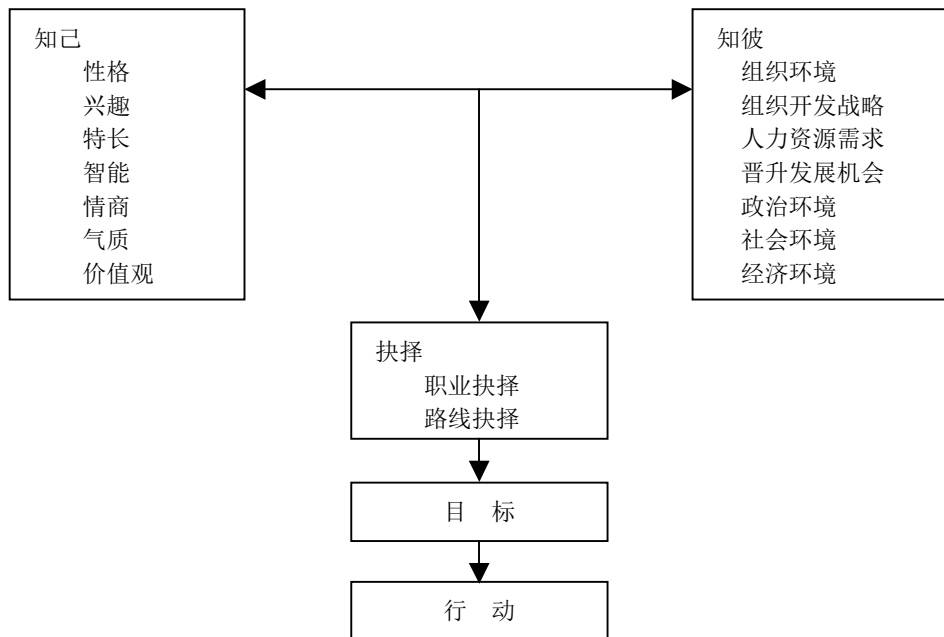 知己
性格
兴趣
特长
智能
情商
气质
价值观
知彼
组织环境
组织开发战略
人力资源需求
晋升发展机会
政治环境
社会环境
经济环境
抉择
职业抉择
路线抉择
目 标
行 动